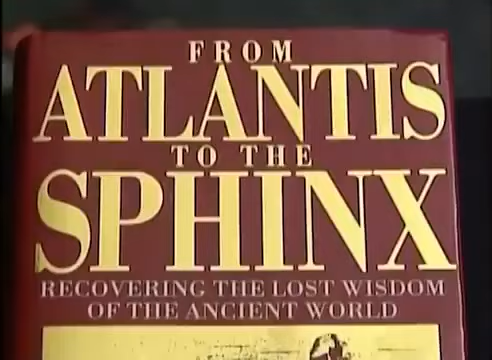 FROM
ATLANTIS
TO THE
SPHINX
RECOVERING THE LOST WISDOM
OF THE ANCIENT WORLD